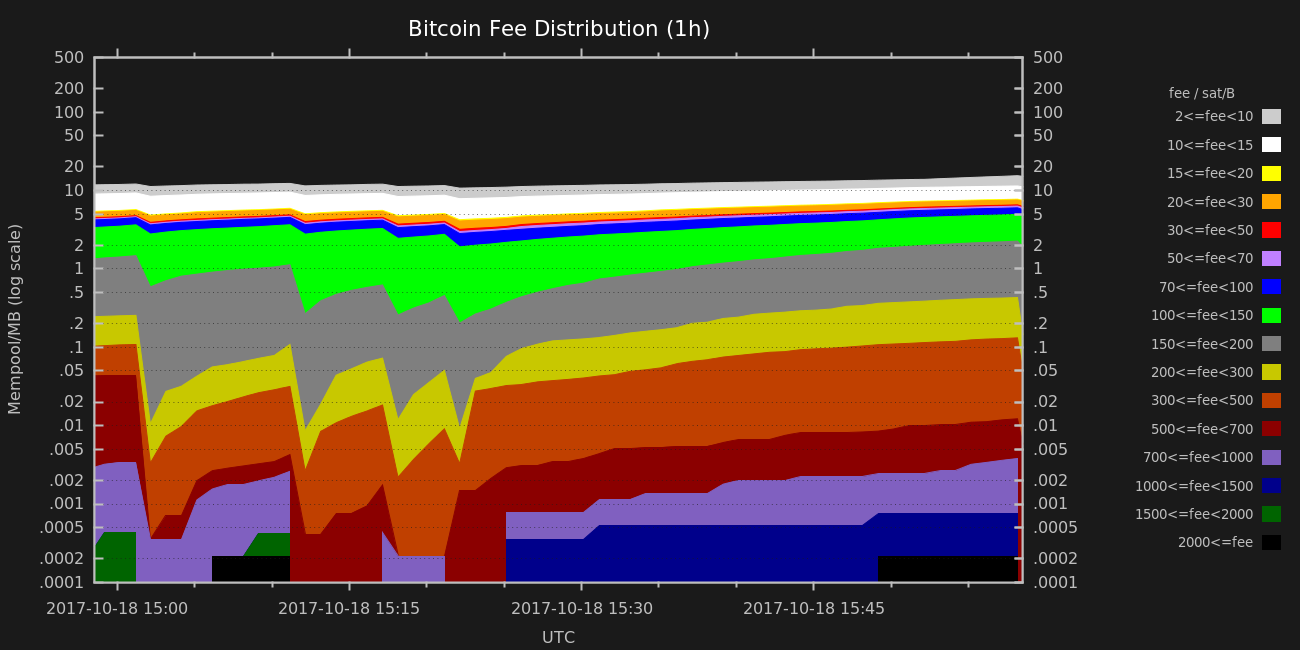 Bitcoin Fee Distribution (1h)
Mempool/MB (log scale)
500
200
100
50
20
10
5
2
1
.5
.2
.1
.05
.02
.01
.005
.002
.001
.0005
.0002
.0001
500
200
100
50
20
10
5
2
1
.5
.2
.1
.05
.02
.01
.005
.002
.001
.0005
.0002
.0001
2017-10-18 15:00
2017-10-18 15:15
2017-10-18 15:30
2017-10-18 15:45
UTC
fee / sat/B
2<=fee<10
10<=fee<15
15<=fee<20
20<=fee<30
30<=fee<50
50<=fee<70
70<=fee<100
100<=fee<150
150<=fee<200
200<=fee<300
300<=fee<500
500<=fee<700
700<=fee<1000
1000<=fee<1500
1500<=fee<2000
2000<=fee